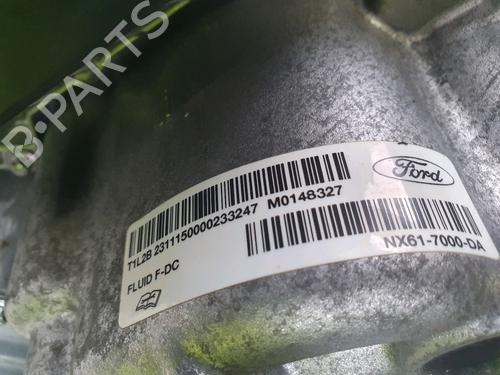 B-PARTS
Ford
T1L2B 2311150000233247 M0148327
FLUID F-DC
NX61-7000-DA